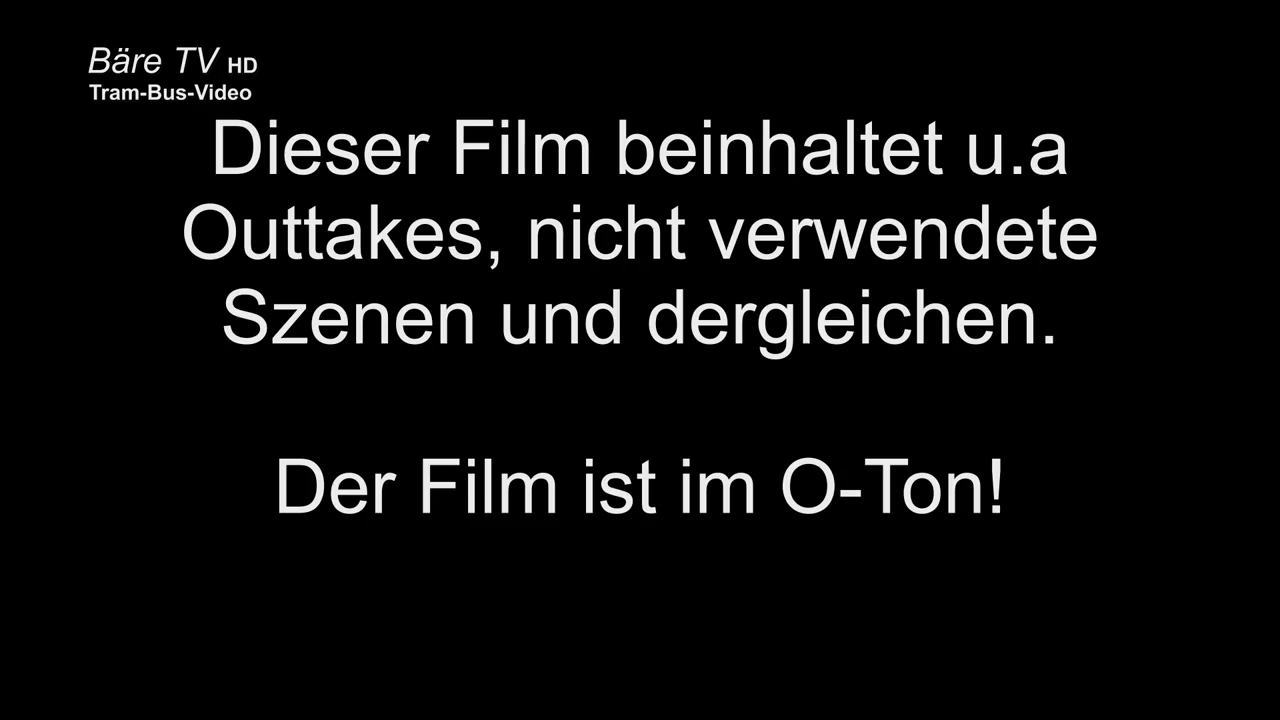 Bäre TV HD
Tram-Bus-Video
Dieser Film beinhaltet u.a
Outtakes, nicht verwendete
Szenen und dergleichen.
Der Film ist im O-Ton!